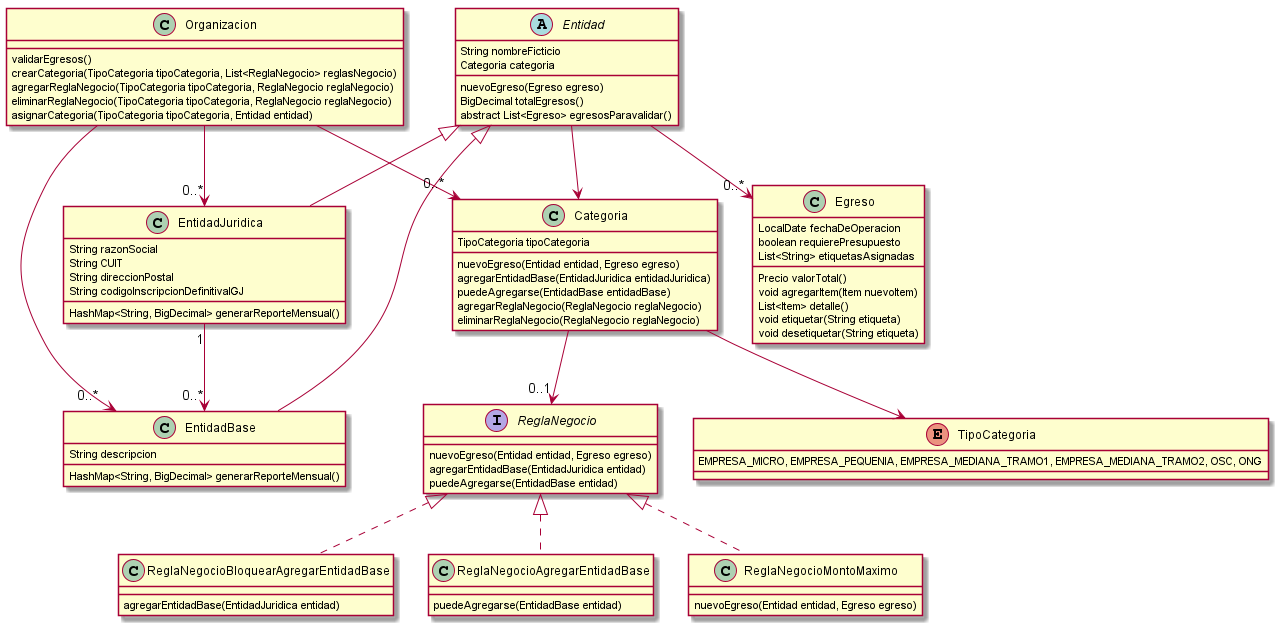 C Organizacion
validarEgresos()
crearCategoria(TipoCategoria tipoCategoria, List<ReglaNegocio> reglasNegocio)
agregarReglaNegocio(TipoCategoria tipoCategoria, ReglaNegocio reglaNegocio)
eliminarReglaNegocio(TipoCategoria tipoCategoria, ReglaNegocio reglaNegocio)
asignarCategoria(TipoCategoria tipoCategoria, Entidad entidad)
A Entidad
String nombreFicticio
Categoria categoria
nuevoEgreso(Egreso egreso)
BigDecimal totalEgresos()
abstract List<Egreso> egresosParavalidar()
0..*
0..*
0..*
C EntidadJuridica
String razonSocial
String CUIT
String direccionPostal
String codigoInscripcionDefinitivaIGJ
HashMap<String, BigDecimal> generarReporteMensual()
C Categoria
TipoCategoria tipoCategoria
nuevoEgreso(Entidad entidad, Egreso egreso)
agregarEntidadBase(EntidadJuridica entidadJuridica)
puedeAgregarse(EntidadBase entidadBase)
agregarReglaNegocio(ReglaNegocio reglaNegocio)
eliminarReglaNegocio(ReglaNegocio reglaNegocio)
C Egreso
LocalDate fechaDeOperacion
boolean requierePresupuesto
List<String> etiquetasAsignadas
Precio valorTotal()
void agregarItem(Item nuevoItem)
List<Item> detalle()
void etiquetar(String etiqueta)
void desetiquetar(String etiqueta)
1
0..*
0..*
0..1
C EntidadBase
String descripcion
HashMap<String, BigDecimal> generarReporteMensual()
I ReglaNegocio
nuevoEgreso(Entidad entidad, Egreso egreso)
agregarEntidadBase(EntidadJuridica entidad)
puedeAgregarse(EntidadBase entidad)
E TipoCategoria
EMPRESA_MICRO, EMPRESA_PEQUENIA, EMPRESA_MEDIANA_TRAMO1, EMPRESA_MEDIANA_TRAMO2, OSC, ONG
C ReglaNegocioBloquearAgregarEntidadBase
agregarEntidadBase(EntidadJuridica entidad)
C ReglaNegocioAgregarEntidadBase
puedeAgregarse(EntidadBase entidad)
C ReglaNegocioMontoMaximo
nuevoEgreso(Entidad entidad, Egreso egreso)